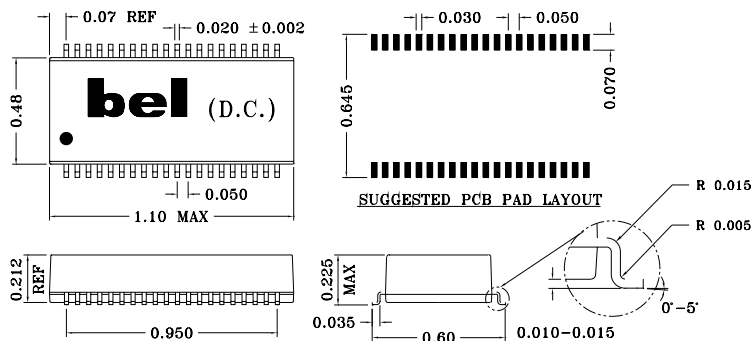 0.07 REF
0.020 ±0.002
0.030
0.050
0.48
bel (D.C.)
0.645
0.070
0.050
1.10 MAX
SUGGESTED PCB PAD LAYOUT
R 0.015
R 0.005
0.212 REF
0.225 MAX
0°-5°
0.950
0.035
0.60
0.010-0.015